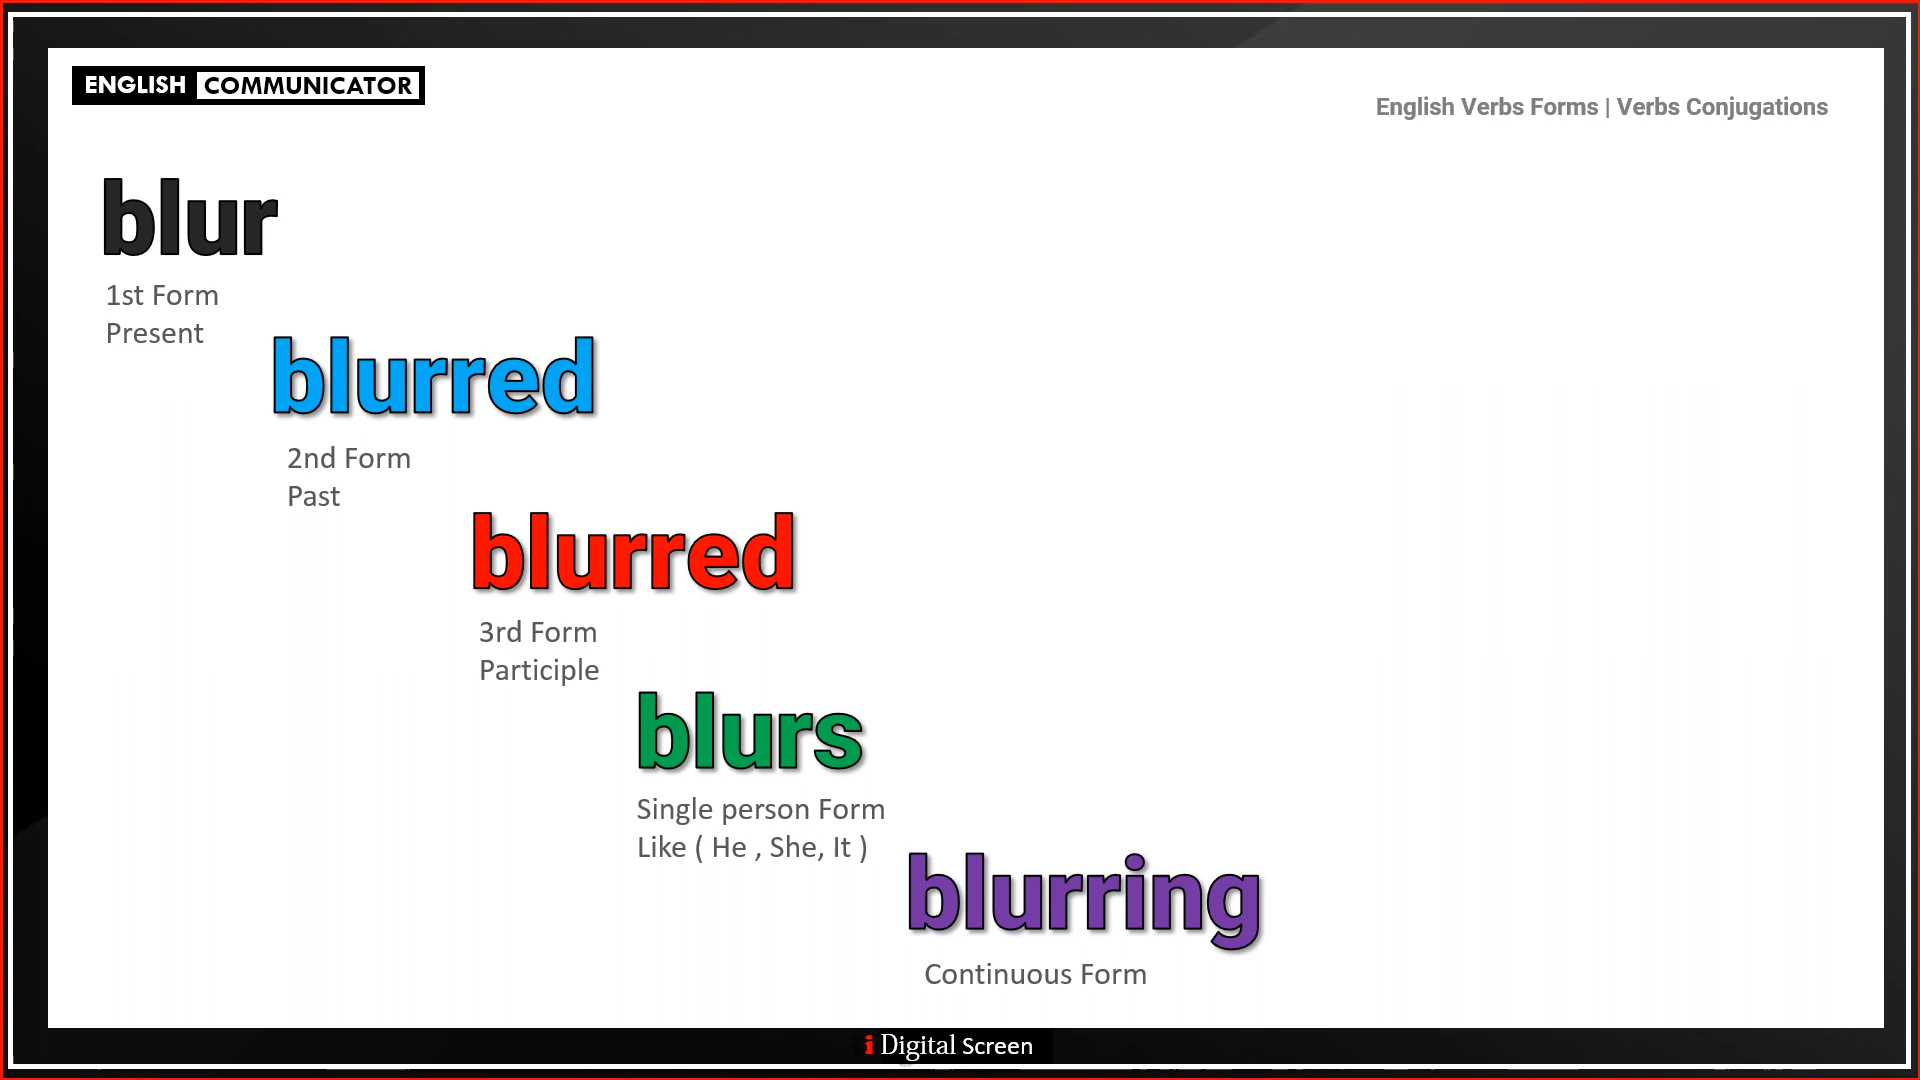 ENGLISH COMMUNICATOR
English Verbs Forms | Verbs Conjugations
blur
1st Form
Present
blurred
2nd Form
Past
blurred
3rd Form
Participle
blurs
Single person Form
Like ( He , She, It )
blurring
Continuous Form
i Digital Screen